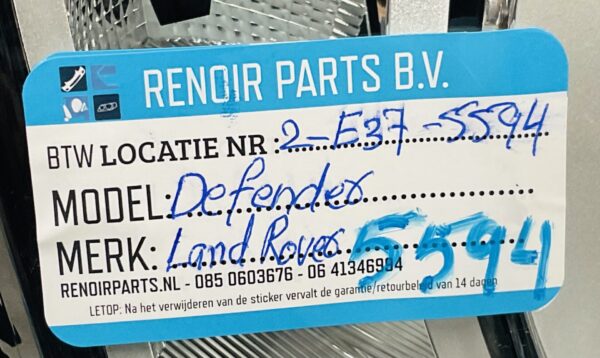 RENOIR PARTS B.V.
BTW LOCATIE NR : 2-E37-5594
MODEL: Defender
MERK: Land Rover 5594
RENOIRPARTS.NL - 085 0603676 - 06 41346904
LETOP: Na het verwijderen van de sticker vervalt de garantie/retourbeleid van 14 dagen